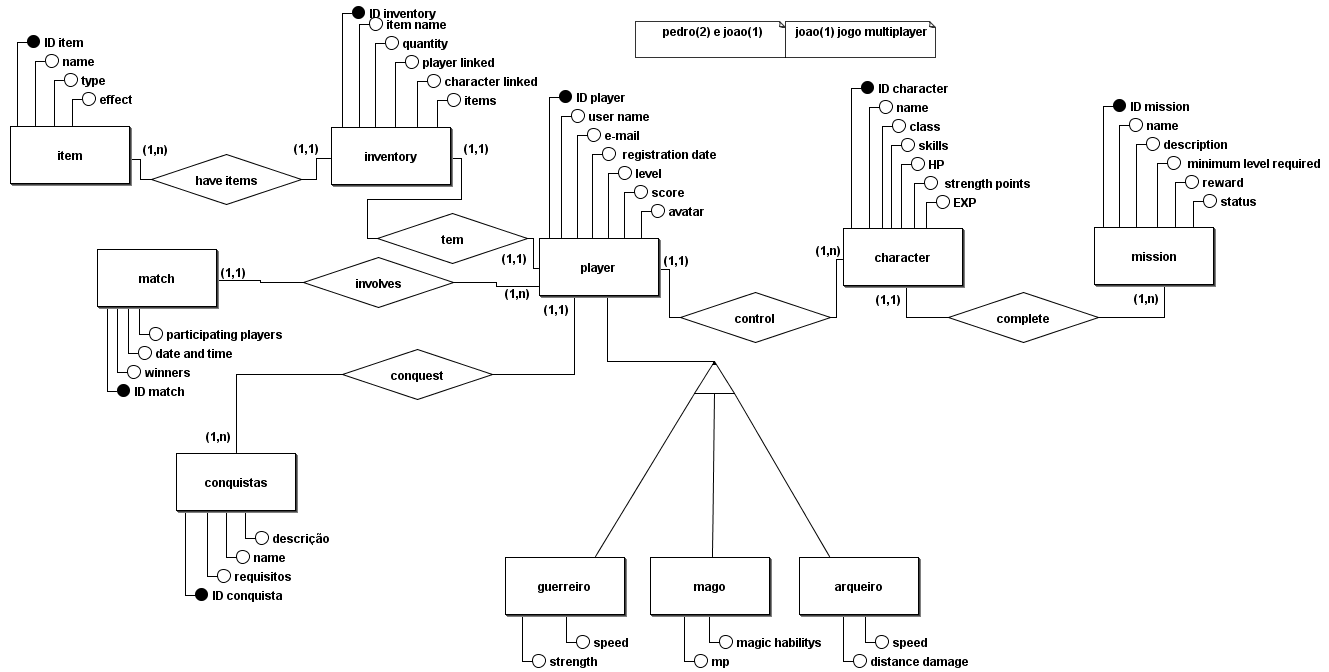 pedro(2) e joao(1)
joao(1) jogo multiplayer
ID item
name
type
effect
item
(1,n)
have items
(1,1)
ID inventory
item name
quantity
player linked
character linked
items
inventory
(1,1)
tem
(1,1)
ID player
user name
e-mail
registration date
level
score
avatar
player
(1,1)
(1,n)
(1,1)
control
(1,n)
ID character
name
class
skills
HP
strength points
EXP
character
(1,1)
complete
(1,n)
ID mission
name
description
minimum level required
reward
status
mission
match
(1,1)
involves
participating players
date and time
winners
ID match
conquest
(1,n)
conquistas
descrição
name
requisitos
ID conquista
guerreiro
speed
strength
mago
magic habilitys
mp
arqueiro
speed
distance damage